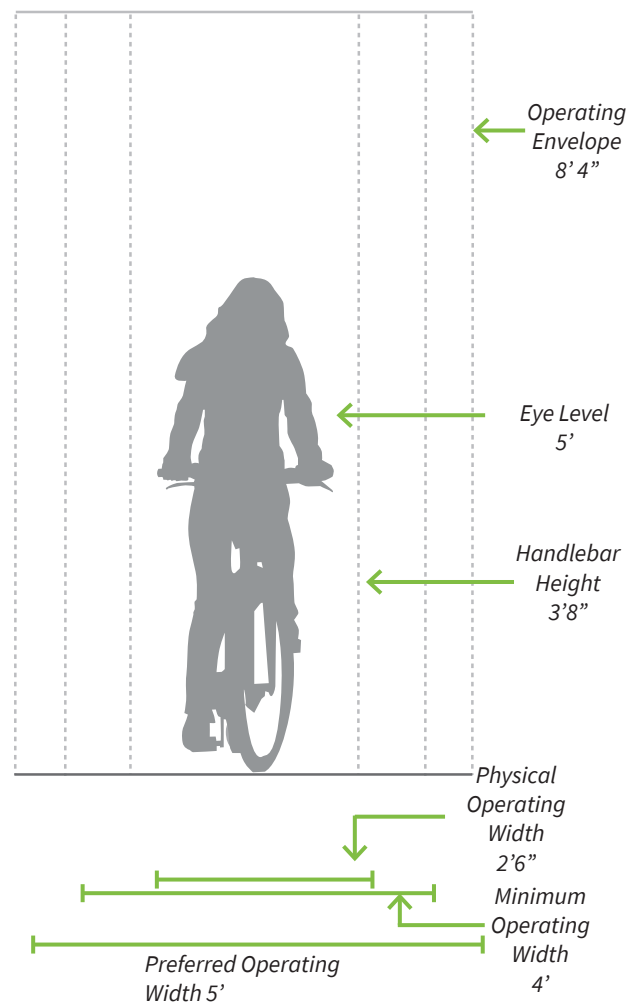 Operating
Envelope
8’ 4”
Eye Level
5’
Handlebar
Height
3’8”
Physical
Operating
Width
2’6”
Minimum
Operating
Width
4’
Preferred Operating
Width 5’